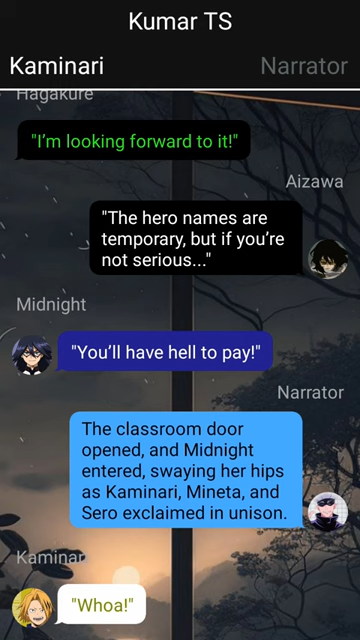 Kumar TS
Kaminari
Narrator
Hagakure
"I'm looking forward to it!"
Aizawa
"The hero names are
temporary, but if you're
not serious..."
Midnight
"You'll have hell to pay!"
Narrator
The classroom door
opened, and Midnight
entered, swaying her hips
as Kaminari, Mineta, and
Sero exclaimed in unison.
Kaminari
"Whoa!"